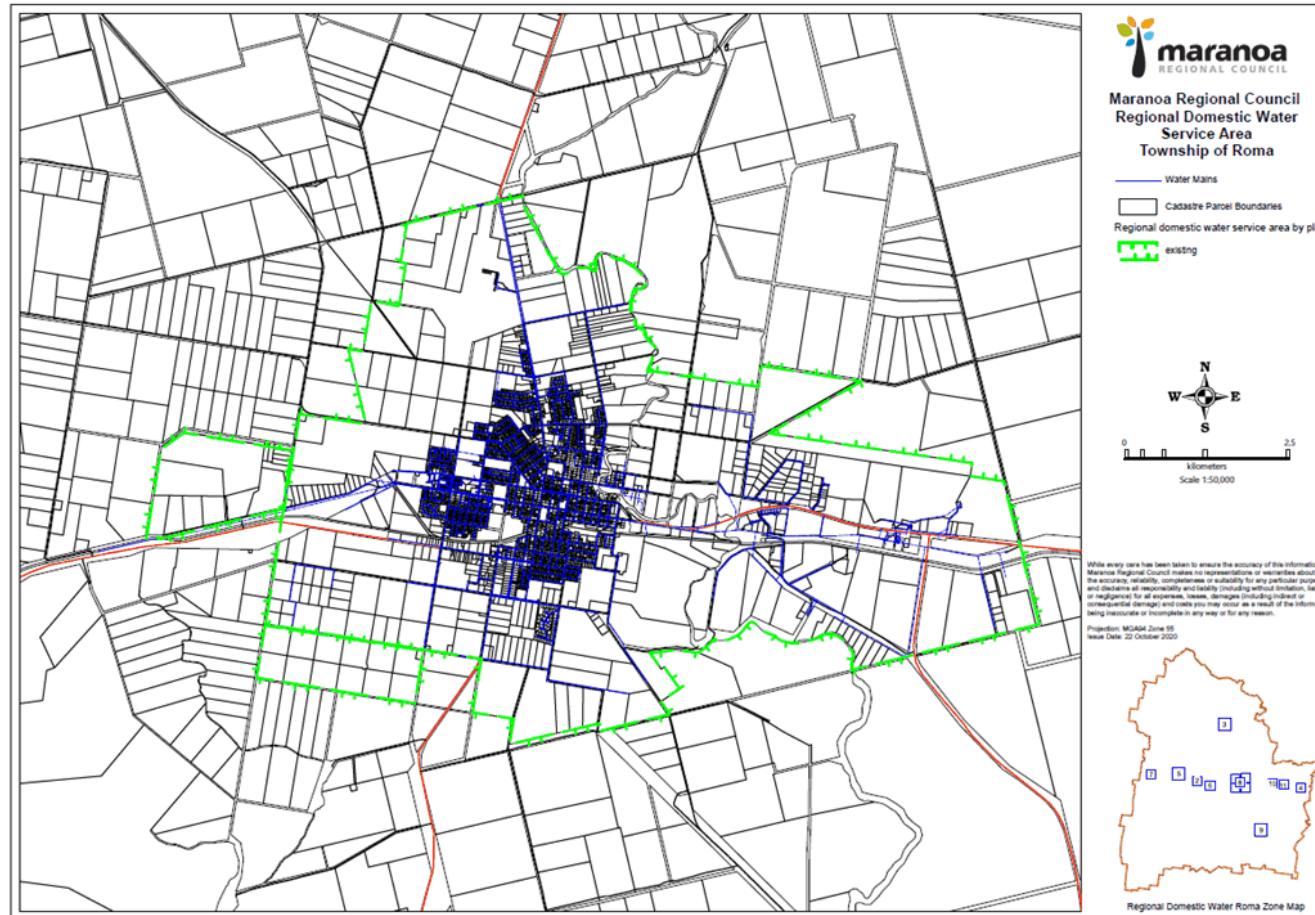 maranoa
REGIONAL COUNCIL
Maranoa Regional Council
Regional Domestic Water
Service Area
Township of Roma
Water Mains
Cadastre Parcel Boundaries
Regional domestic water service area by pl
existing
N
W E
S
0 2.5
kilometers
Scale 1:50,000
While every care has been taken to ensure the accuracy of this informatio
Maranoa Regional Council makes no representations or warranties about
the accuracy, reliability, completeness or suitability for any particular purpo
and disclaims all responsibility and liability (including without limitation, lia
or negligence) for all expenses, losses, damages (including indirect or
consequential damage) and costs you may occur as a result of the inform
being inaccurate or incomplete in any way or for any reason.
Projection: MGA94 Zone 55
Issue Date: 22 October 2020
3
7 5 2 6 8 10 11 4
9
Regional Domestic Water Roma Zone Map